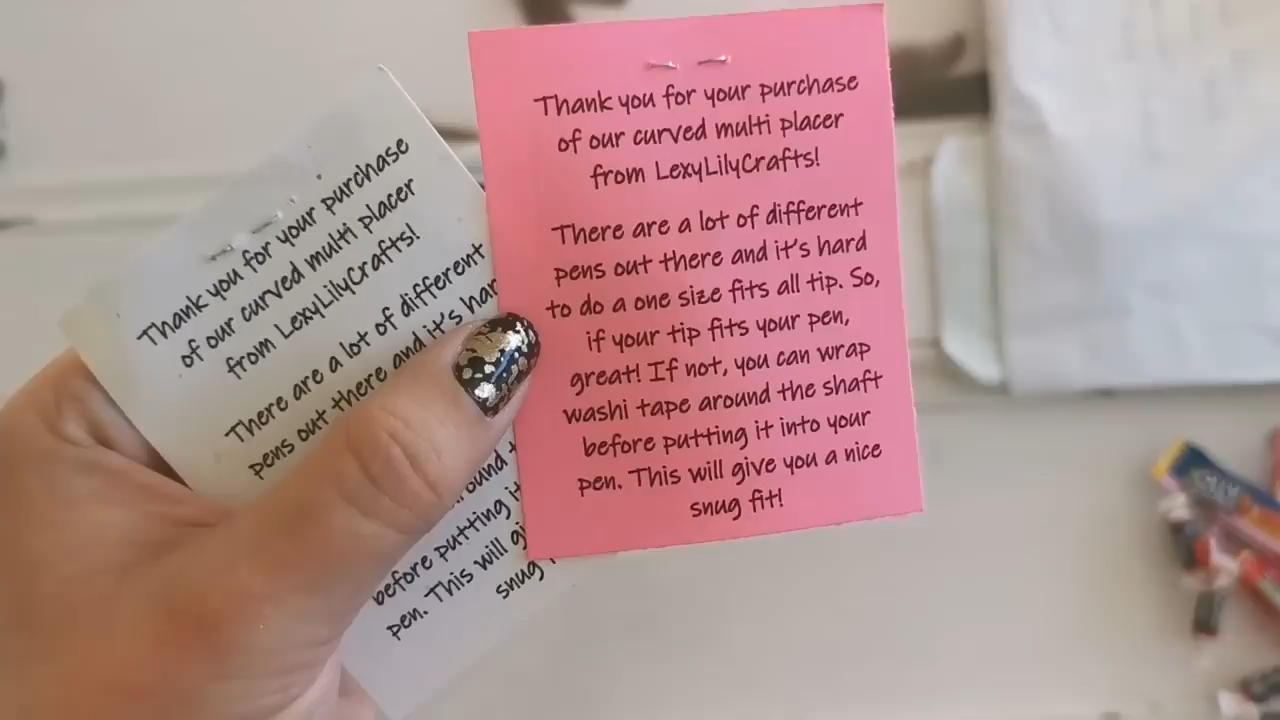 Thank you for your purchase
of our curved multi placer
from LexyLilyCrafts!
There are a lot of different
pens out there and it's hard
to do a one size fits all tip. So,
if your tip fits your pen,
great! If not, you can wrap
washi tape around the shaft
before putting it into your
pen. This will give you a nice
snug fit!
Thank you for your purchase
of our curved multi placer
from LexyLilyCrafts!
There are a lot of different
pens out there and it's
before putting it
pen. This will
snug